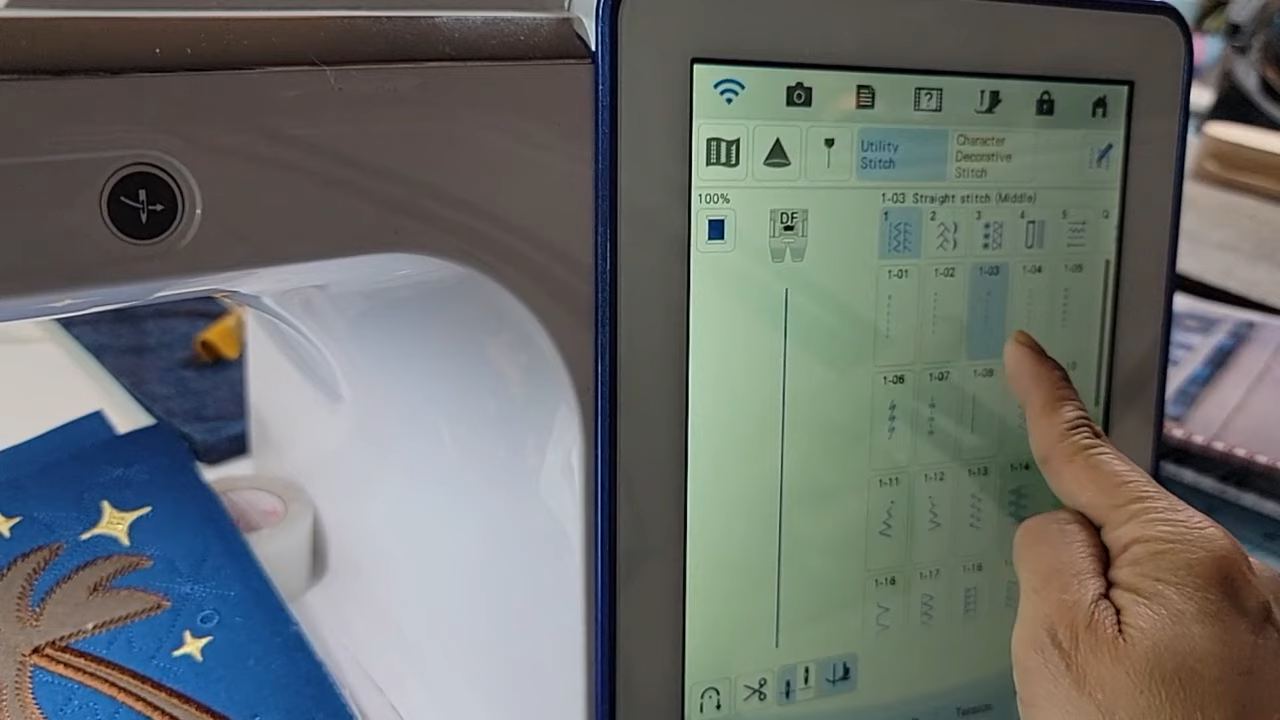 Utility
Stitch
Character
Decorative
Stitch
100%
1-03 Straight stitch (Middle)
DF
1 2 3 4 5
1-01 1-02 1-03 1-04 1-05
1-06 1-07 1-08
1-11 1-12 1-13 1-14
1-16 1-17 1-18
Tension